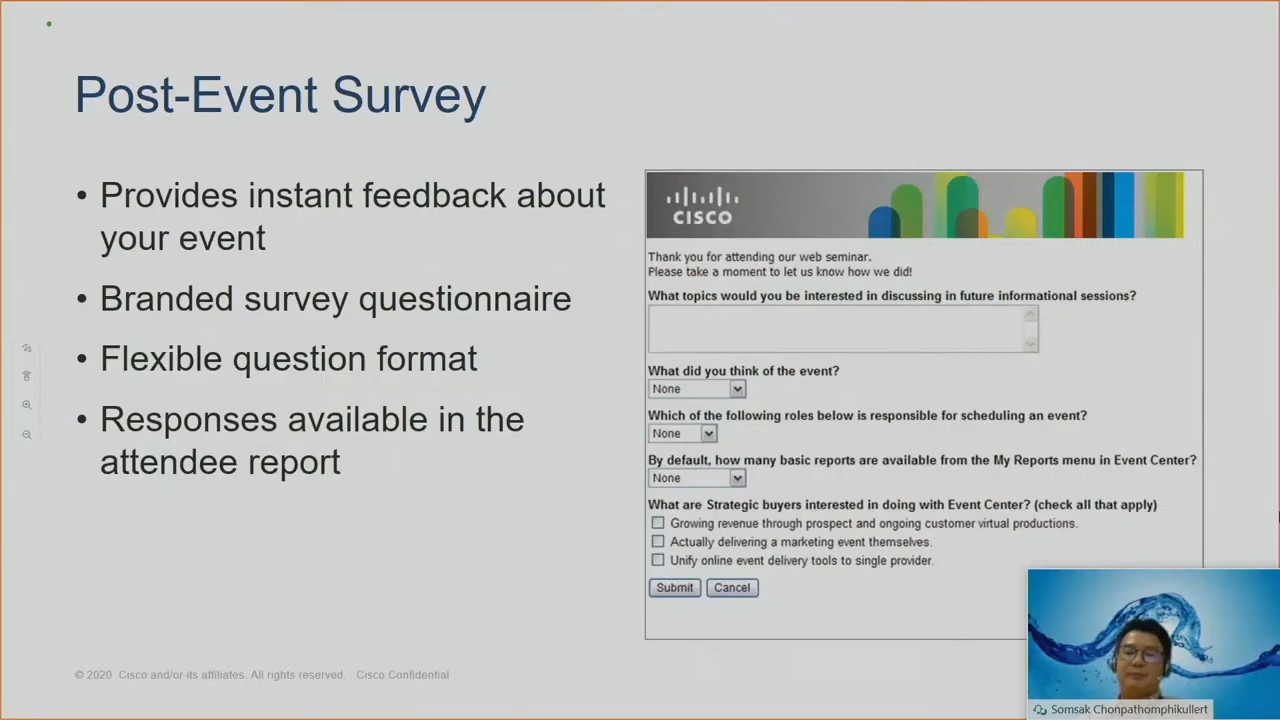 Post-Event Survey
• Provides instant feedback about
your event
• Branded survey questionnaire
• Flexible question format
• Responses available in the
attendee report
CISCO
Thank you for attending our web seminar.
Please take a moment to let us know how we did!
What topics would you be interested in discussing in future informational sessions?
What did you think of the event?
None
Which of the following roles below is responsible for scheduling an event?
None
By default, how many basic reports are available from the My Reports menu in Event Center?
None
What are Strategic buyers interested in doing with Event Center? (check all that apply)
Growing revenue through prospect and ongoing customer virtual productions.
Actually delivering a marketing event themselves.
Unify online event delivery tools to single provider.
Submit Cancel
© 2020 Cisco and/or its affiliates. All rights reserved. Cisco Confidential
Somsak Chonpathomphikullert